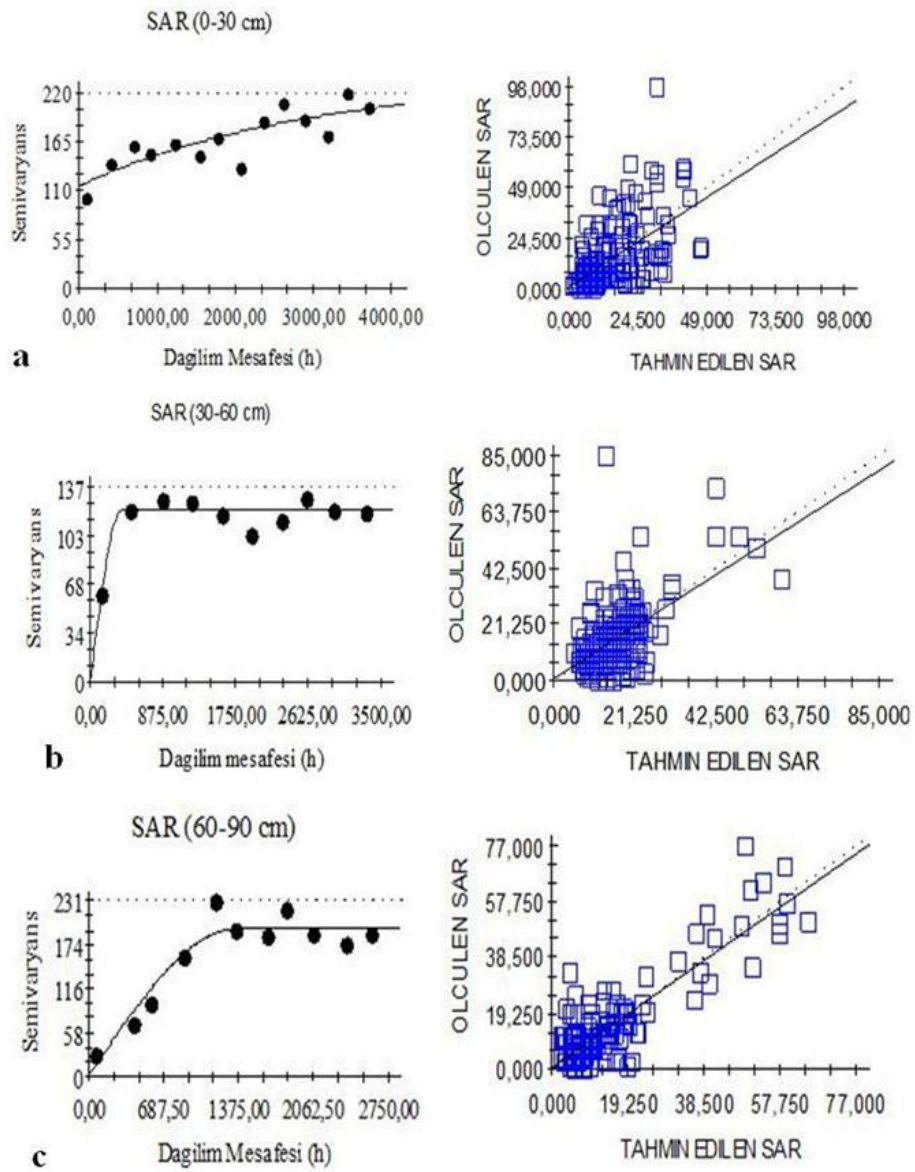 SAR (0-30 cm)
Semivaryans
220
165
110
55
0
0,00 1000,00 2000,00 3000,00 4000,00
Dagilim Mesafesi (h)
a
OLCULEN SAR
98,000
73,500
49,000
24,500
0,000
0,000 24,500 49,000 73,500 98,000
TAHMIN EDILEN SAR
SAR (30-60 cm)
Semivaryans
137
103
68
34
0
0,00 875,00 1750,00 2625,00 3500,00
Dagilim mesafesi (h)
b
OLCULEN SAR
85,000
63,750
42,500
21,250
0,000
0,000 21,250 42,500 63,750 85,000
TAHMIN EDILEN SAR
SAR (60-90 cm)
Semivaryans
231
174
116
58
0
0,00 687,50 1375,00 2062,50 2750,00
Dagilim Mesafesi (h)
c
OLCULEN SAR
77,000
57,750
38,500
19,250
0,000
0,000 19,250 38,500 57,750 77,000
TAHMIN EDILEN SAR